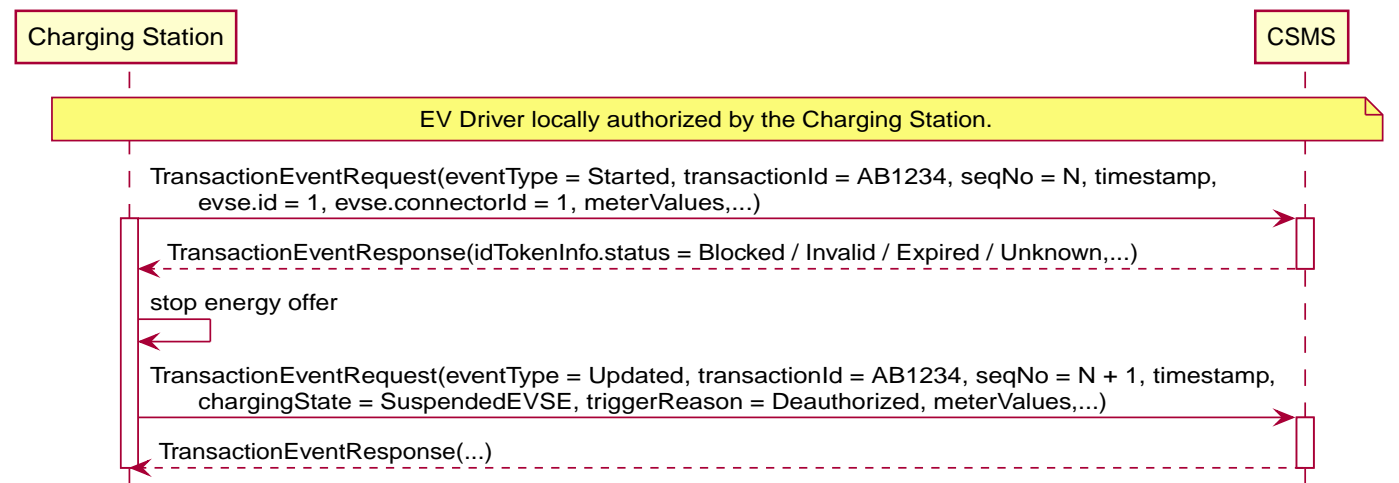 Charging Station
CSMS
EV Driver locally authorized by the Charging Station.
TransactionEventRequest(eventType = Started, transactionId = AB1234, seqNo = N, timestamp,
evse.id = 1, evse.connectorId = 1, meterValues,...)
TransactionEventResponse(idTokenInfo.status = Blocked / Invalid / Expired / Unknown,...)
stop energy offer
TransactionEventRequest(eventType = Updated, transactionId = AB1234, seqNo = N + 1, timestamp,
chargingState = SuspendedEVSE, triggerReason = Deauthorized, meterValues,...)
TransactionEventResponse(...)